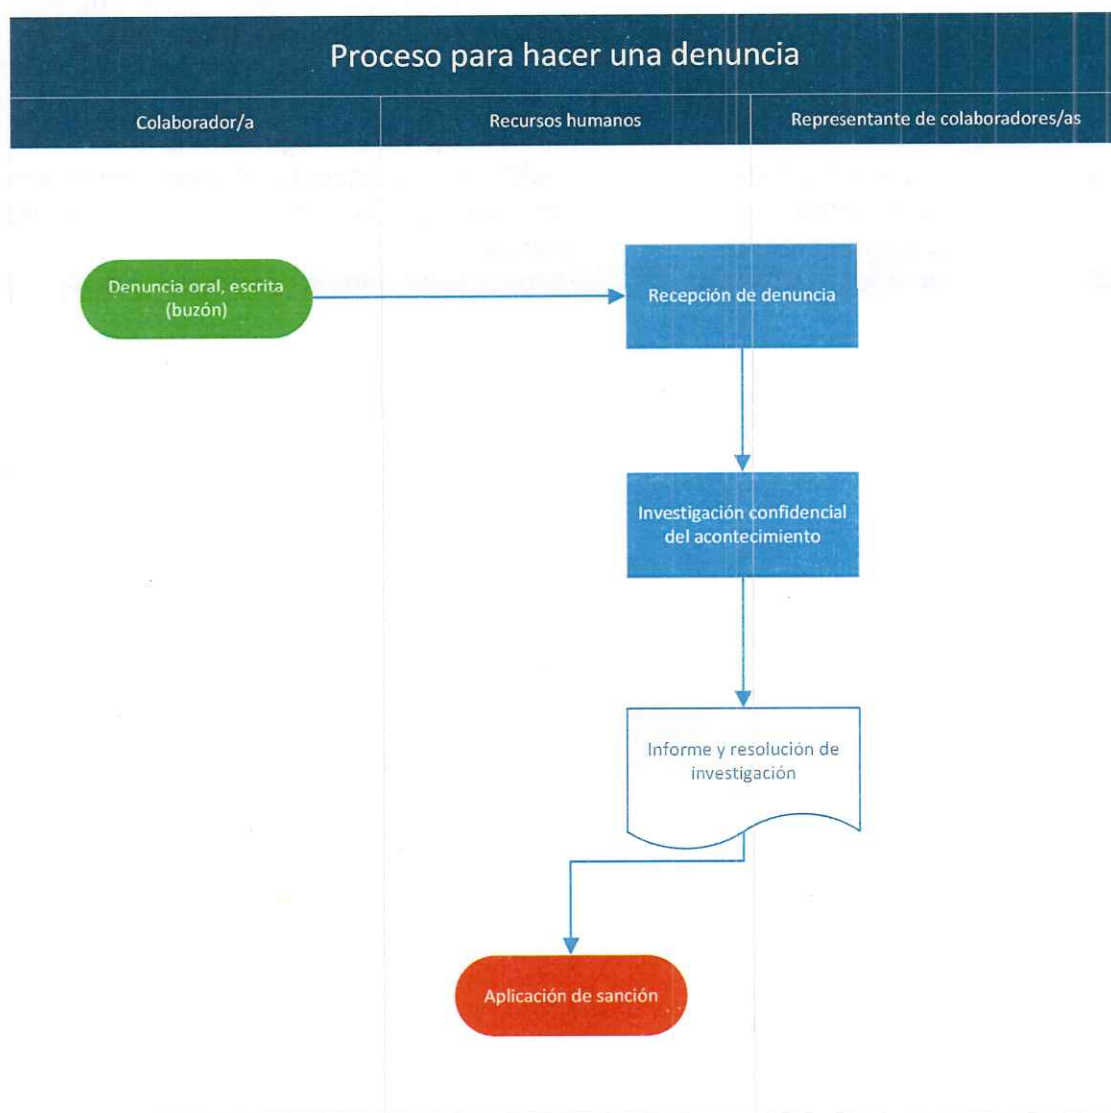 Proceso para hacer una denuncia
Colaborador/a
Recursos humanos
Representante de colaboradores/as
Denuncia oral, escrita
(buzón)
Recepción de denuncia
Investigación confidencial
del acontecimiento
Informe y resolución de
investigación
Aplicación de sanción